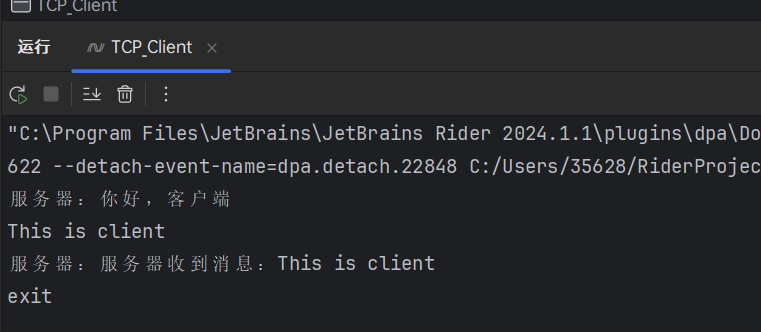 TCP_Client
运行 TCP_Client
"C:\Program Files\JetBrains\JetBrains Rider 2024.1.1\plugins\dpa\Do
622 --detach-event-name=dpa.detach.22848 C:/Users/35628/RiderProjec
服务器：你好，客户端
This is client
服务器：服务器收到消息：This is client
exit